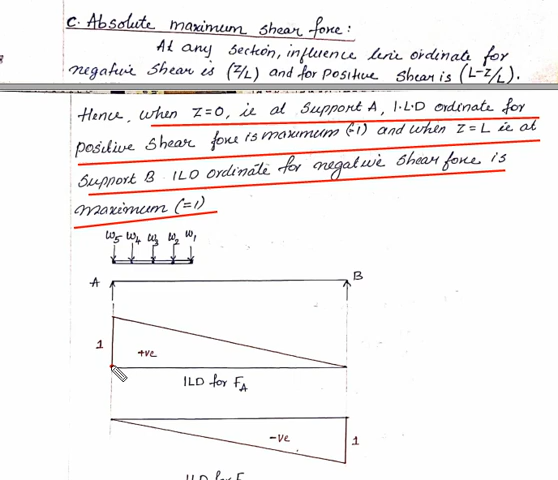 C. Absolute maximum shear force:
At any section, influence line ordinate for
negative shear is (Z/L) and for positive shear is (L-Z/L).
Hence, when Z=0, ie at support A, I.L.D ordinate for
positive shear force is maximum (=1) and when Z=L ie at
support B ILD ordinate for negative shear force is
maximum (=1)
W5 W4 W3 W2 W1
A B
1 +ve
ILD for FA
-ve 1
ILD for F